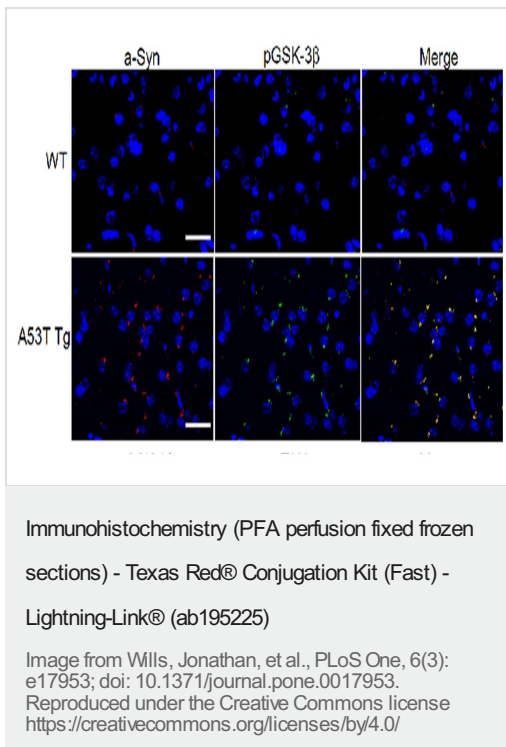 a-Syn pGSK-3β Merge
WT
A53T Tg
Immunohistochemistry (PFA perfusion fixed frozen
sections) - Texas Red® Conjugation Kit (Fast) -
Lightning-Link® (ab195225)
Image from Wills, Jonathan, et al., PLoS One, 6(3):
e17953; doi: 10.1371/journal.pone.0017953.
Reproduced under the Creative Commons license
https://creativecommons.org/licenses/by/4.0/